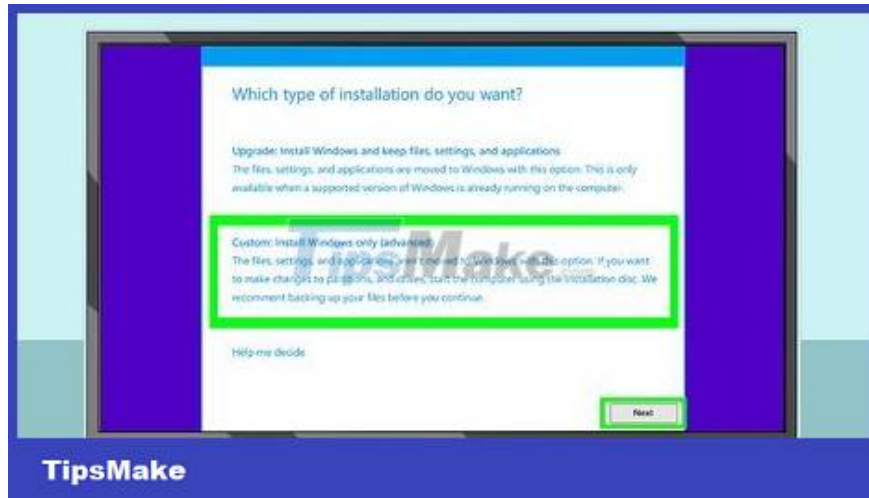 Which type of installation do you want?
Upgrade: Install Windows and keep files, settings, and applications
The files, settings, and applications are moved to Windows with this option. This is only
available when a supported version of Windows is already running on the computer.
Custom: Install Windows only (advanced)
The files, settings, and applications aren't moved to Windows with this option. If you want
to make changes to partitions, and drives, start the computer using the installation disc. We
recomment backing up your files before you continue.
TipsMake.com
Help me decide
Next
TipsMake